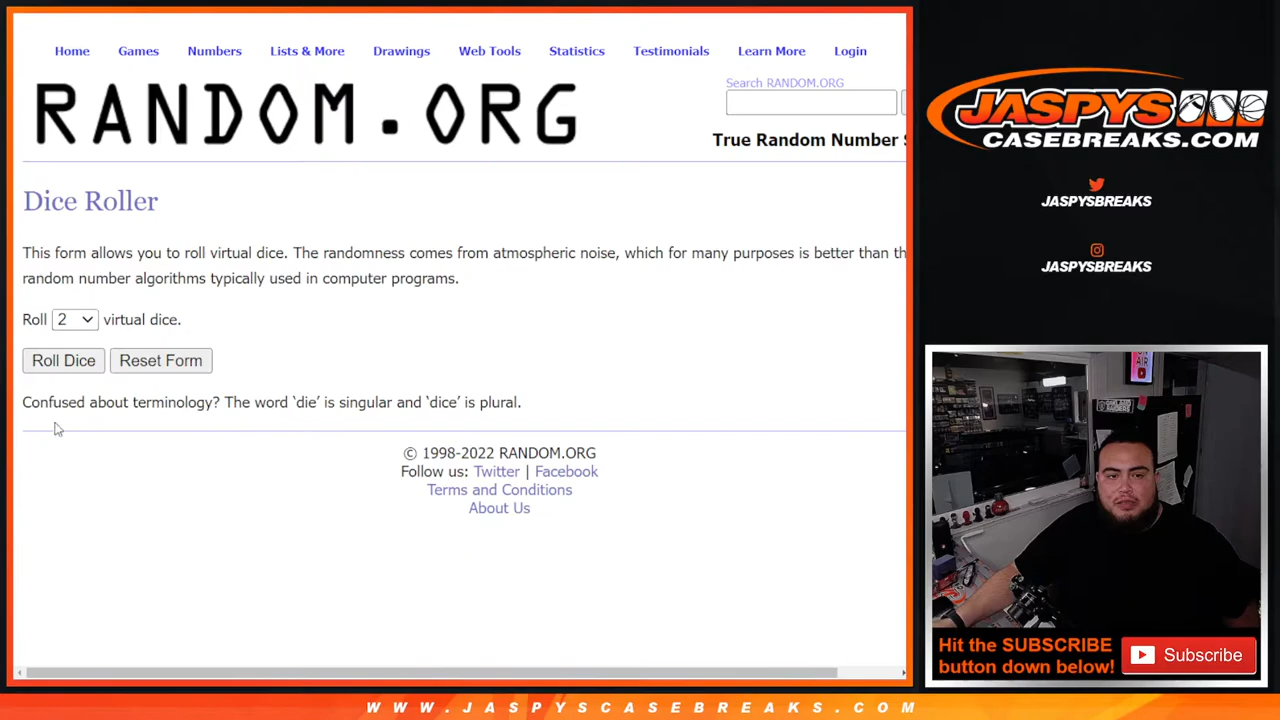 Home Games Numbers Lists & More Drawings Web Tools Statistics Testimonials Learn More Login
RANDOM.ORG
Search RANDOM.ORG
True Random Number S
Dice Roller
This form allows you to roll virtual dice. The randomness comes from atmospheric noise, which for many purposes is better than th
random number algorithms typically used in computer programs.
Roll 2 virtual dice.
Roll Dice Reset Form
Confused about terminology? The word ‘die’ is singular and ‘dice’ is plural.
© 1998-2022 RANDOM.ORG
Follow us: Twitter | Facebook
Terms and Conditions
About Us
JASPYS
CASEBREAKS.COM
JASPYSBREAKS
JASPYSBREAKS
AIR
OAKLAND
RAIDERS
Hit the SUBSCRIBE
button down below!
Subscribe
WWW.JASPYSCASEBREAKS.COM